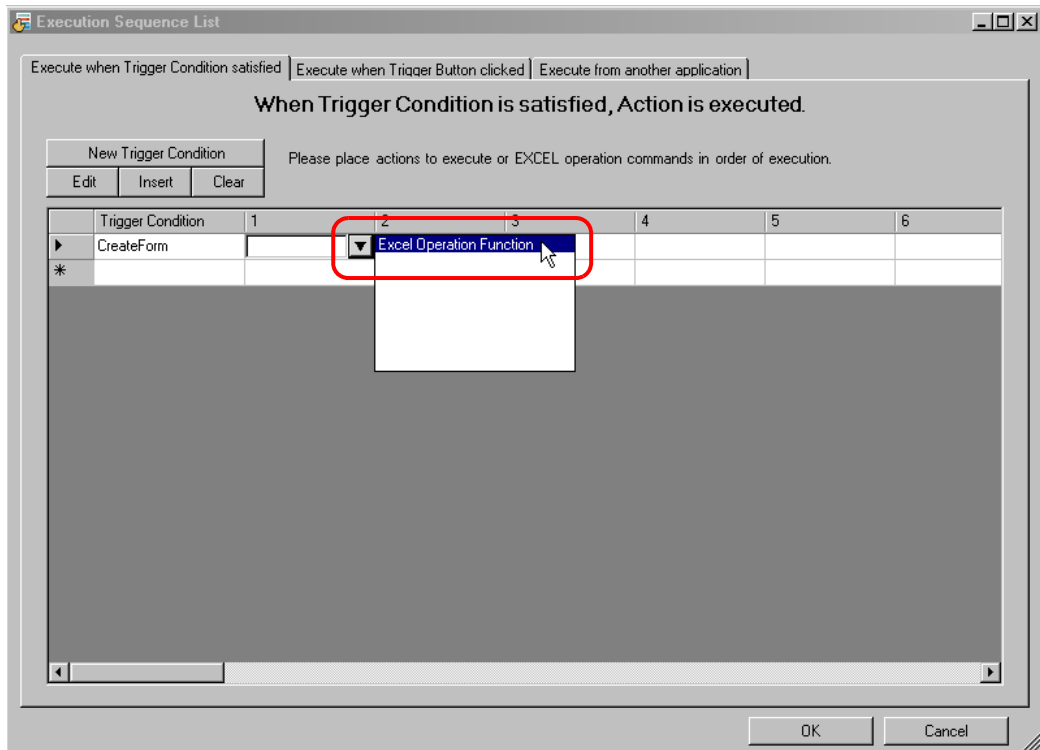 Execution Sequence List
Execute when Trigger Condition satisfied Execute when Trigger Button clicked Execute from another application
When Trigger Condition is satisfied, Action is executed.
New Trigger Condition
Please place actions to execute or EXCEL operation commands in order of execution.
Edit Insert Clear
Trigger Condition 1 2 3 4 5 6
CreateForm Excel Operation Function
OK Cancel